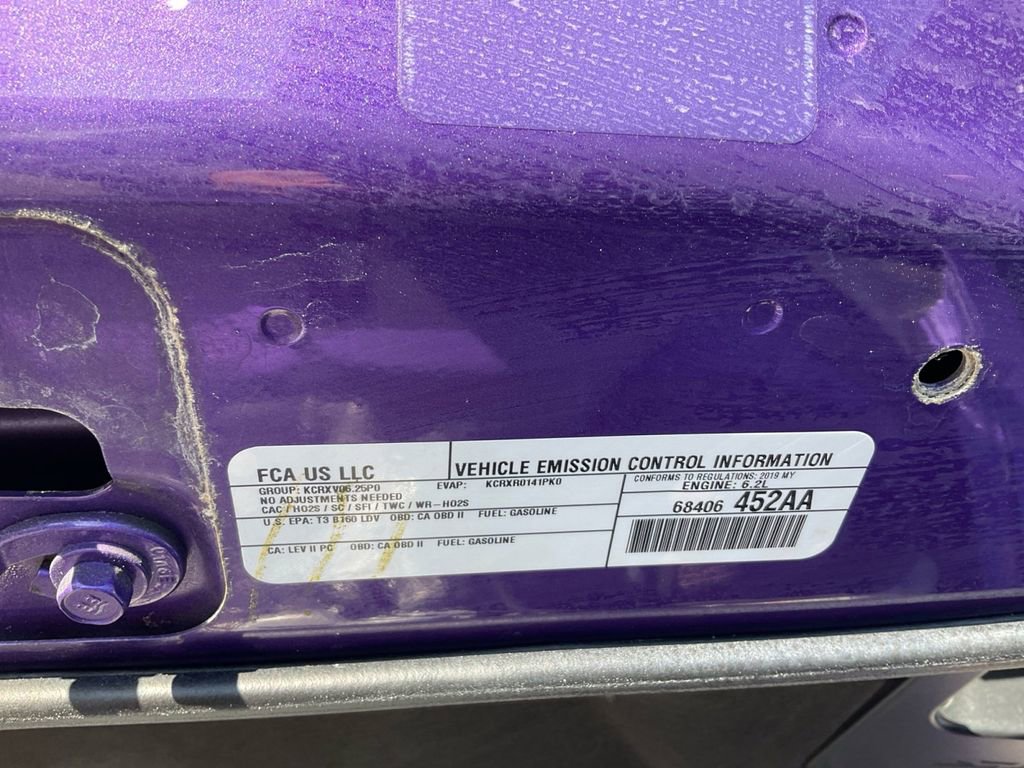 FCA US LLC
VEHICLE EMISSION CONTROL INFORMATION
GROUP: KCRXV06.25P0 EVAP: KCRXR0141PK0
CONFORMS TO REGULATIONS: 2019 MY
NO ADJUSTMENTS NEEDED
ENGINE: 6.2L
CAC / HO2S / SC / SFI / TWC / WR-HO2S
68406 452AA
U.S. EPA: T3 B160 LDV OBD: CA OBD II FUEL: GASOLINE
CA: LEV II PC OBD: CA OBD II FUEL: GASOLINE